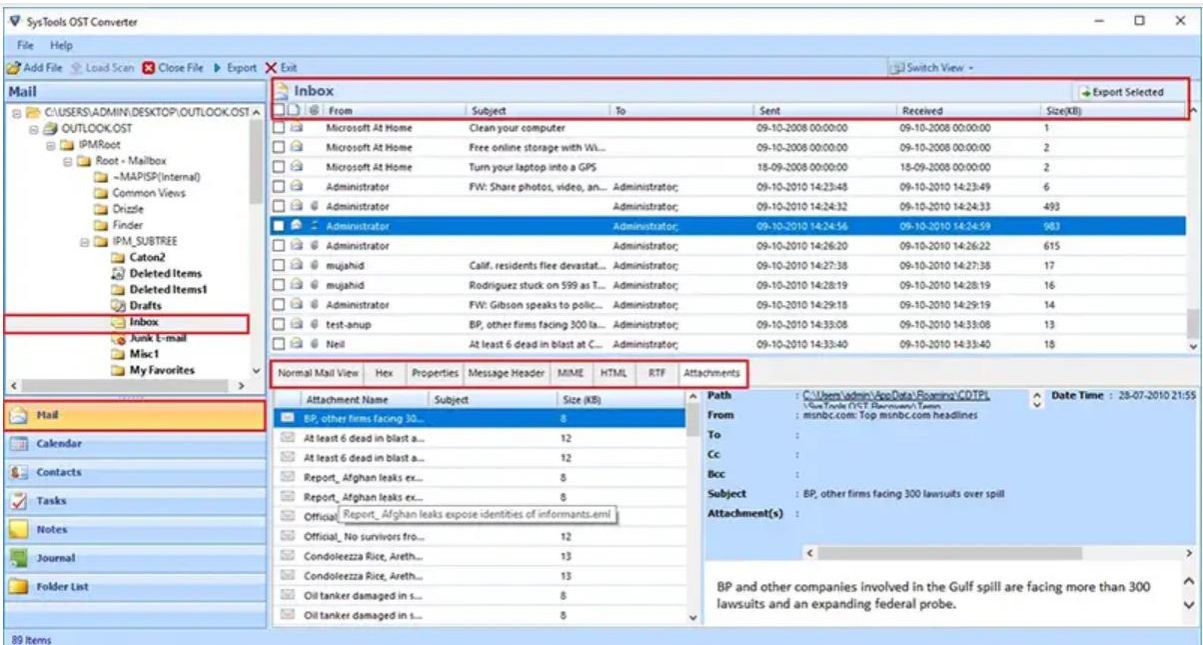 SysTools OST Converter
File Help
Add File Load Scan Close File Export Exit Switch View
Mail
C:\USERS\ADMIN\DESKTOP\OUTLOOK.OST
OUTLOOK.OST
IPMRoot
Root - Mailbox
~MAPISP(Internal)
Common Views
Drizzle
Finder
IPM_SUBTREE
Caton2
Deleted Items
Deleted Items1
Drafts
Inbox
Junk E-mail
Misc1
My Favorites
Mail
Calendar
Contacts
Tasks
Notes
Journal
Folder List
89 Items
Inbox Export Selected
From Subject To Sent Received Size(KB)
Microsoft At Home Clean your computer 09-10-2008 00:00:00 09-10-2008 00:00:00 1
Microsoft At Home Free online storage with Wi... 09-10-2008 00:00:00 09-10-2008 00:00:00 2
Microsoft At Home Turn your laptop into a GPS 18-09-2008 00:00:00 18-09-2008 00:00:00 2
Administrator FW: Share photos, video, an... Administrator; 09-10-2010 14:23:48 09-10-2010 14:23:49 6
Administrator Administrator; 09-10-2010 14:24:32 09-10-2010 14:24:33 493
Administrator Administrator; 09-10-2010 14:24:56 09-10-2010 14:24:59 983
Administrator Administrator; 09-10-2010 14:26:20 09-10-2010 14:26:22 615
mujahid Calif. residents flee devastat... Administrator; 09-10-2010 14:27:38 09-10-2010 14:27:38 17
mujahid Rodriguez stuck on 599 as T... Administrator; 09-10-2010 14:28:19 09-10-2010 14:28:19 16
Administrator FW: Gibson speaks to polic... Administrator; 09-10-2010 14:29:18 09-10-2010 14:29:19 14
test-anup BP, other firms facing 300 la... Administrator; 09-10-2010 14:33:08 09-10-2010 14:33:08 13
Neil At least 6 dead in blast at C... Administrator; 09-10-2010 14:33:40 09-10-2010 14:33:40 18
Normal Mail View Hex Properties Message Header MIME HTML RTF Attachments
Attachment Name Subject Size (KB)
BP, other firms facing 30... 8
At least 6 dead in blast a... 12
At least 6 dead in blast a... 12
Report_ Afghan leaks ex... 8
Report_ Afghan leaks ex... 8
Official
Report_ Afghan leaks expose identities of informants.eml
Official_ No survivors fro... 12
Condoleezza Rice, Areth... 13
Condoleezza Rice, Areth... 13
Oil tanker damaged in s... 8
Oil tanker damaged in s... 8
Path : C:\Users\admin\AppData\Roaming\CDTPL
\SysTools OST Recovery\Temp
Date Time : 28-07-2010 21:55
From : msnbc.com: Top msnbc.com headlines
To :
Cc :
Bcc :
Subject : BP, other firms facing 300 lawsuits over spill
Attachment(s) :
BP and other companies involved in the Gulf spill are facing more than 300
lawsuits and an expanding federal probe.